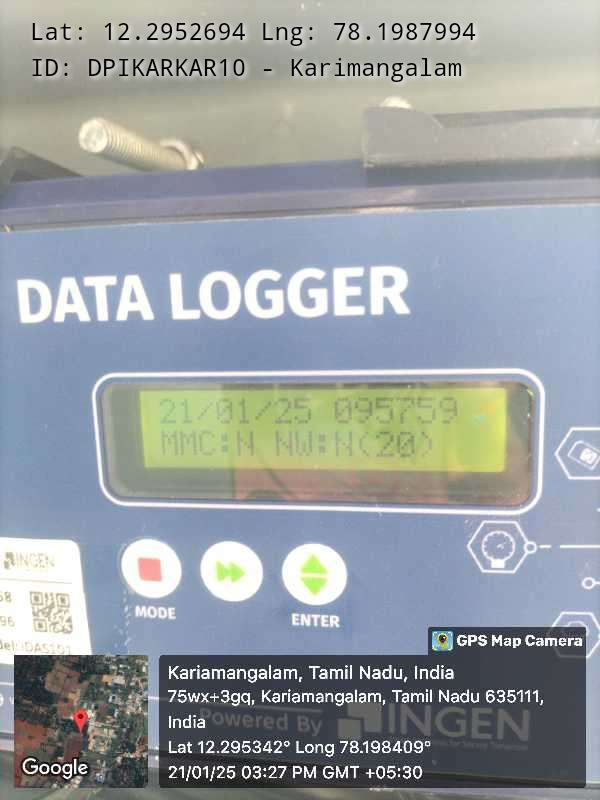 Lat: 12.2952694 Lng: 78.1987994
ID: DPIKARKAR10 - Karimangalam
DATA LOGGER
21/01/25 095759
MMC:N NW:N(20)
INGEN
MODE
ENTER
GPS Map Camera
Kariamangalam, Tamil Nadu, India
75wx+3gq, Kariamangalam, Tamil Nadu 635111,
India
Powered By INGEN
Lat 12.295342° Long 78.198409°
21/01/25 03:27 PM GMT +05:30
Google